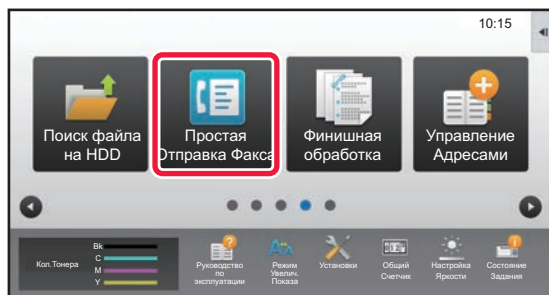 10:15
Поиск файла
на HDD
Простая
Отправка Факса
Финишная
обработка
Управление
Адресами
Кол.Тонера
Bk
C
M
Y
Руководство
по
эксплуатации
Режим
Увелич.
Показа
Установки
Общий
Счетчик
Настройка
Яркости
Состояние
Задания